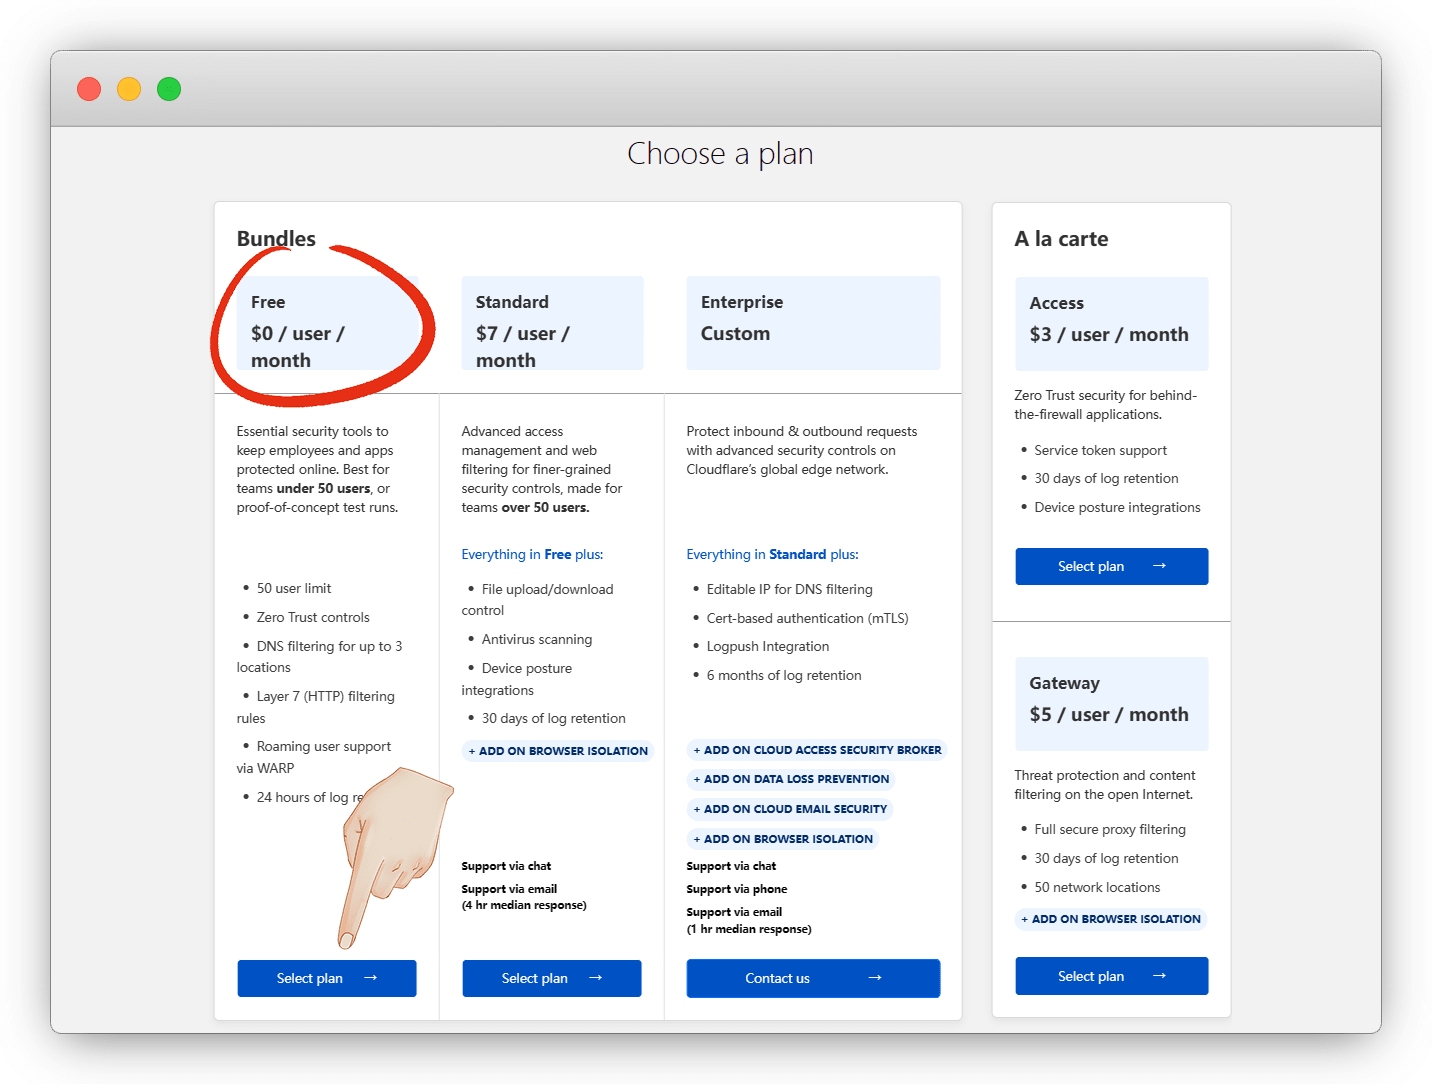 Choose a plan
Bundles
Free
$0 / user /
month
Standard
$7 / user /
month
Enterprise
Custom
Essential security tools to
keep employees and apps
protected online. Best for
teams under 50 users, or
proof-of-concept test runs.
• 50 user limit
• Zero Trust controls
• DNS filtering for up to 3
locations
• Layer 7 (HTTP) filtering
rules
• Roaming user support
via WARP
• 24 hours of log
Select plan →
Advanced access
management and web
filtering for finer-grained
security controls, made for
teams over 50 users.
Everything in Free plus:
• File upload/download
control
• Antivirus scanning
• Device posture
integrations
• 30 days of log retention
+ ADD ON BROWSER ISOLATION
Support via chat
Support via email
(4 hr median response)
Select plan →
Protect inbound & outbound requests
with advanced security controls on
Cloudflare's global edge network.
Everything in Standard plus:
• Editable IP for DNS filtering
• Cert-based authentication (mTLS)
• Logpush Integration
• 6 months of log retention
+ ADD ON CLOUD ACCESS SECURITY BROKER
+ ADD ON DATA LOSS PREVENTION
+ ADD ON CLOUD EMAIL SECURITY
+ ADD ON BROWSER ISOLATION
Support via chat
Support via phone
Support via email
(1 hr median response)
Contact us →
A la carte
Access
$3 / user / month
Zero Trust security for behind-
the-firewall applications.
• Service token support
• 30 days of log retention
• Device posture integrations
Select plan →
Gateway
$5 / user / month
Threat protection and content
filtering on the open Internet.
• Full secure proxy filtering
• 30 days of log retention
• 50 network locations
+ ADD ON BROWSER ISOLATION
Select plan →